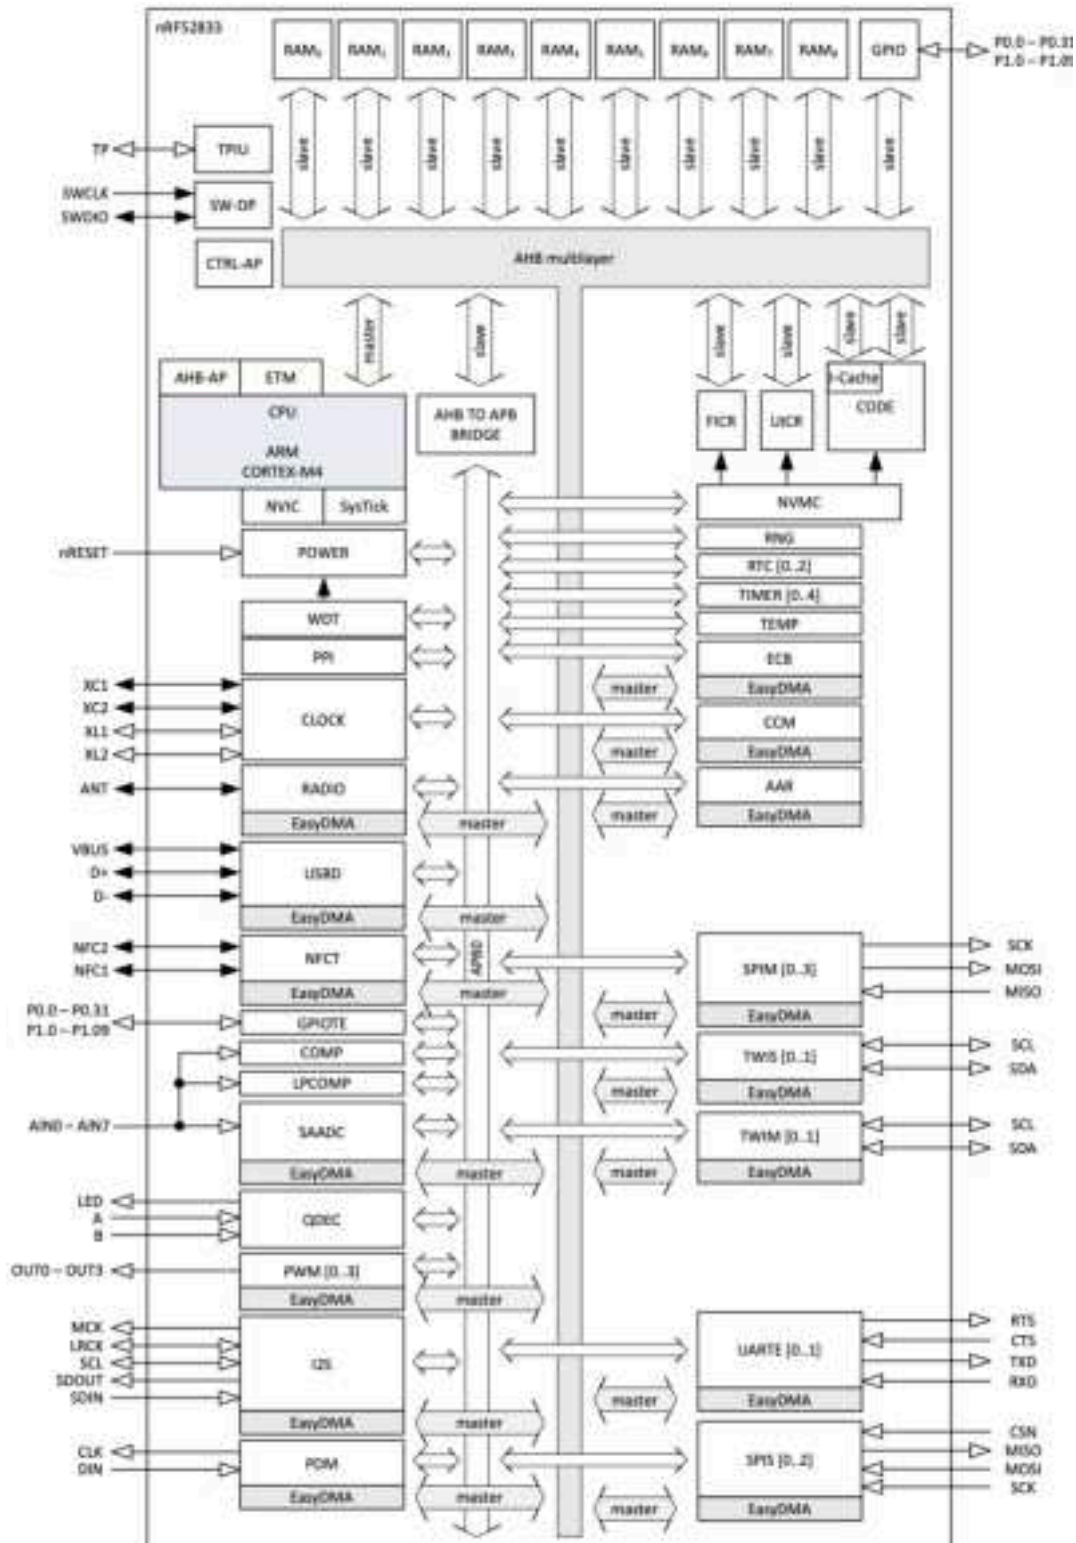 nRF52833
RAM0 RAM1 RAM2 RAM3 RAM4 RAM5 RAM6 RAM7 RAM8 GPIO
P0.0 – P0.31
P1.0 – P1.09
slave slave slave slave slave slave slave slave slave slave
TP TPIU
SWCLK
SWDIO
SW-DP
CTRL-AP
AHB multilayer
master slave slave slave slave slave
AHB-AP ETM
CPU
ARM
CORTEX-M4
NVIC SysTick
AHB TO APB
BRIDGE
FICR UICR
I-Cache
CODE
NVMC
nRESET POWER
RNG
RTC [0..2]
TIMER [0..4]
WDT
TEMP
PPI
ECB
master EasyDMA
XC1
XC2
XL1
XL2
CLOCK
CCM
master EasyDMA
ANT RADIO
AAR
EasyDMA master
master EasyDMA
VBUS
D+
D-
USBD
EasyDMA master
NFC2
NFC1
NFCT
EasyDMA master
APB0
SPIM [0..3]
SCK
MOSI
MISO
master EasyDMA
P0.0 – P0.31
P1.0 – P1.09
GPIOTE
COMP
LPCOMP
TWIS [0..1]
SCL
SDA
master EasyDMA
AIN0 – AIN7
SAADC
EasyDMA master
TWIM [0..1]
SCL
SDA
master EasyDMA
LED
A
B
QDEC
OUT0 – OUT3 PWM [0..3]
EasyDMA master
MCK
LRCK
SCL
SDOUT
SDIN
I2S
EasyDMA master
UARTE [0..1]
RTS
CTS
TXD
RXD
master EasyDMA
CLK
DIN
PDM
EasyDMA master
SPIS [0..2]
CSN
MISO
MOSI
SCK
master EasyDMA